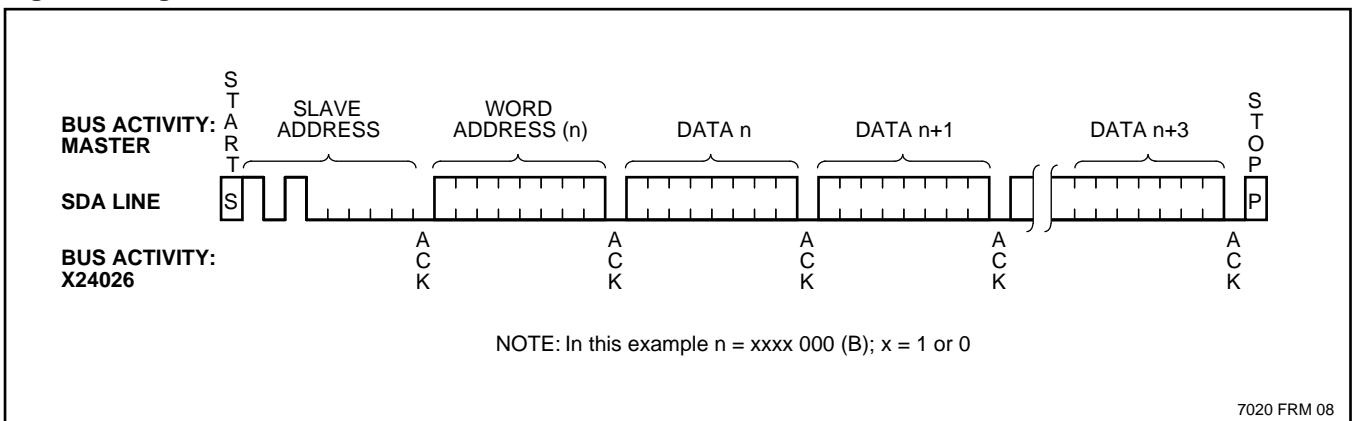 START
BUS ACTIVITY:
MASTER
SLAVE
ADDRESS
WORD
ADDRESS (n)
DATA n
DATA n+1
DATA n+3
STOP
SDA LINE
S
P
BUS ACTIVITY:
X24026
ACK
ACK
ACK
ACK
ACK
NOTE: In this example n = xxxx 000 (B); x = 1 or 0
7020 FRM 08